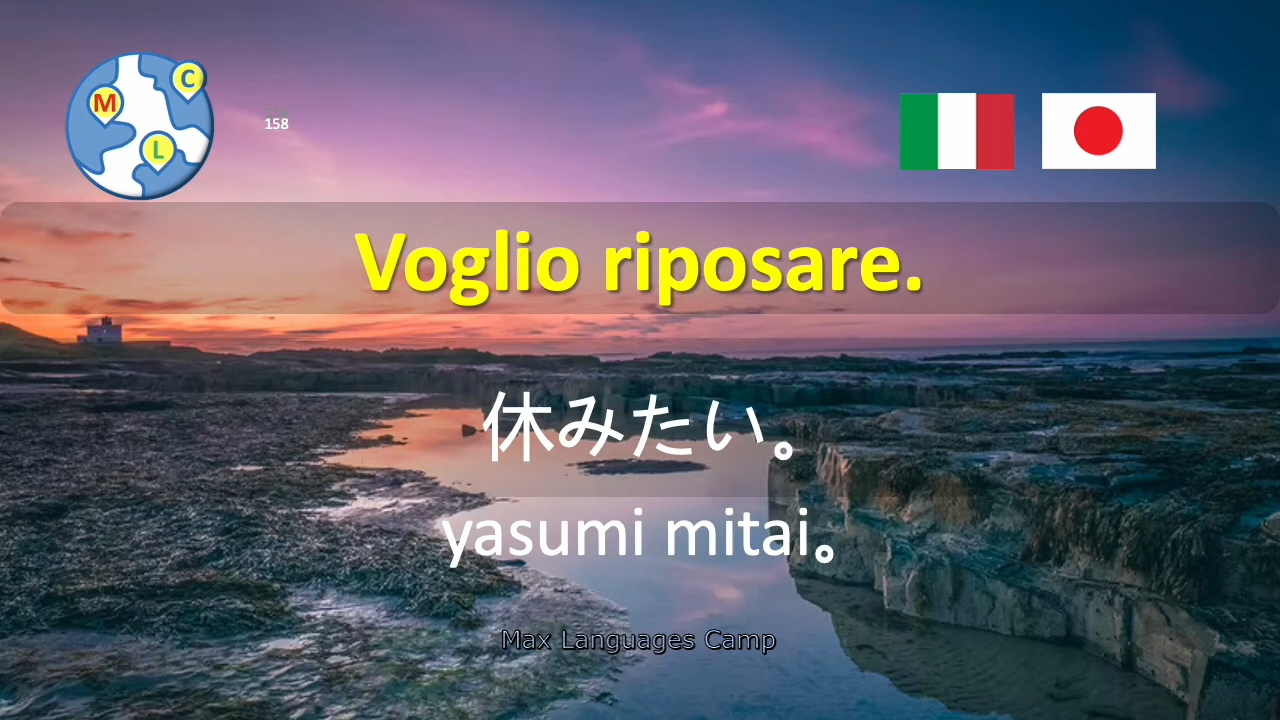 M
C
L
158
Voglio riposare.
休みたい。
yasumi mitai。
Max Languages Camp